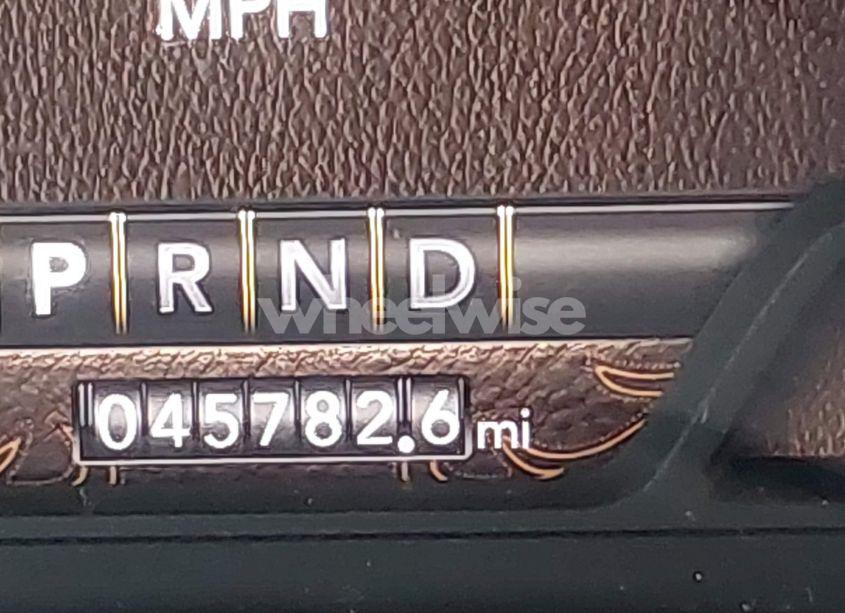 MPH
P R N D
wheelwise
045782.6 mi